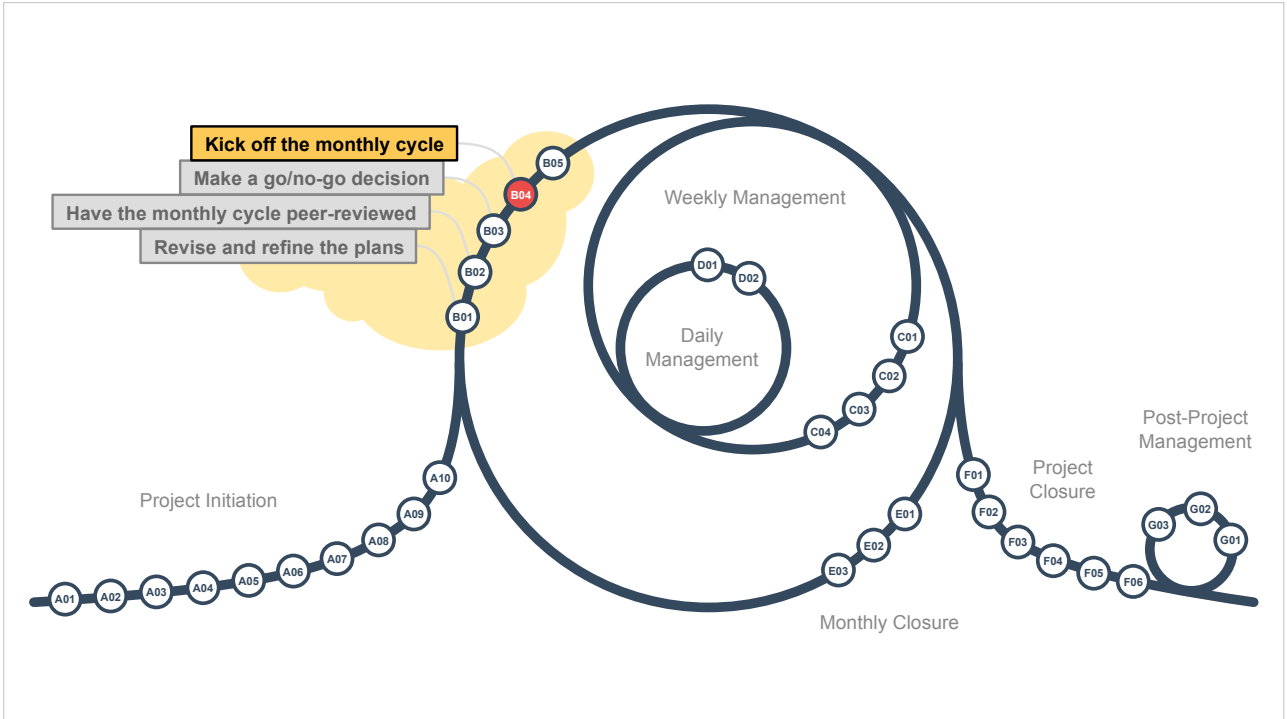 Kick off the monthly cycle
Make a go/no-go decision
Have the monthly cycle peer-reviewed
Revise and refine the plans
B05
B04
B03
B02
B01
Weekly Management
D01
D02
Daily
Management
C01
C02
C03
C04
Project Initiation
A01
A02
A03
A04
A05
A06
A07
A08
A09
A10
E01
E02
E03
Monthly Closure
Project
Closure
F01
F02
F03
F04
F05
F06
Post-Project
Management
G03
G02
G01